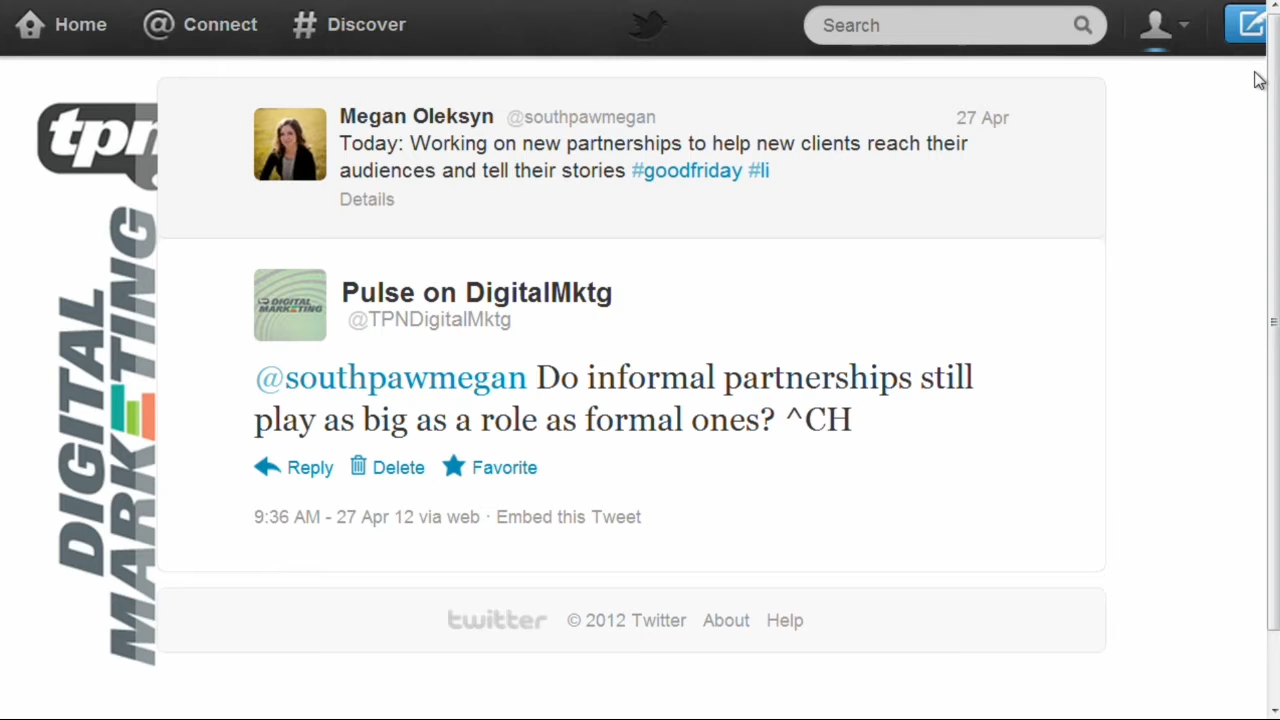 Home Connect Discover Search
tpn
DIGITAL
MARKETING
Megan Oleksyn @southpawmegan 27 Apr
Today: Working on new partnerships to help new clients reach their
audiences and tell their stories #goodfriday #li
Details
DIGITAL
MARKETING
Pulse on DigitalMktg
@TPNDigitalMktg
@southpawmegan Do informal partnerships still
play as big as a role as formal ones? ^CH
Reply Delete Favorite
9:36 AM - 27 Apr 12 via web · Embed this Tweet
twitter © 2012 Twitter About Help